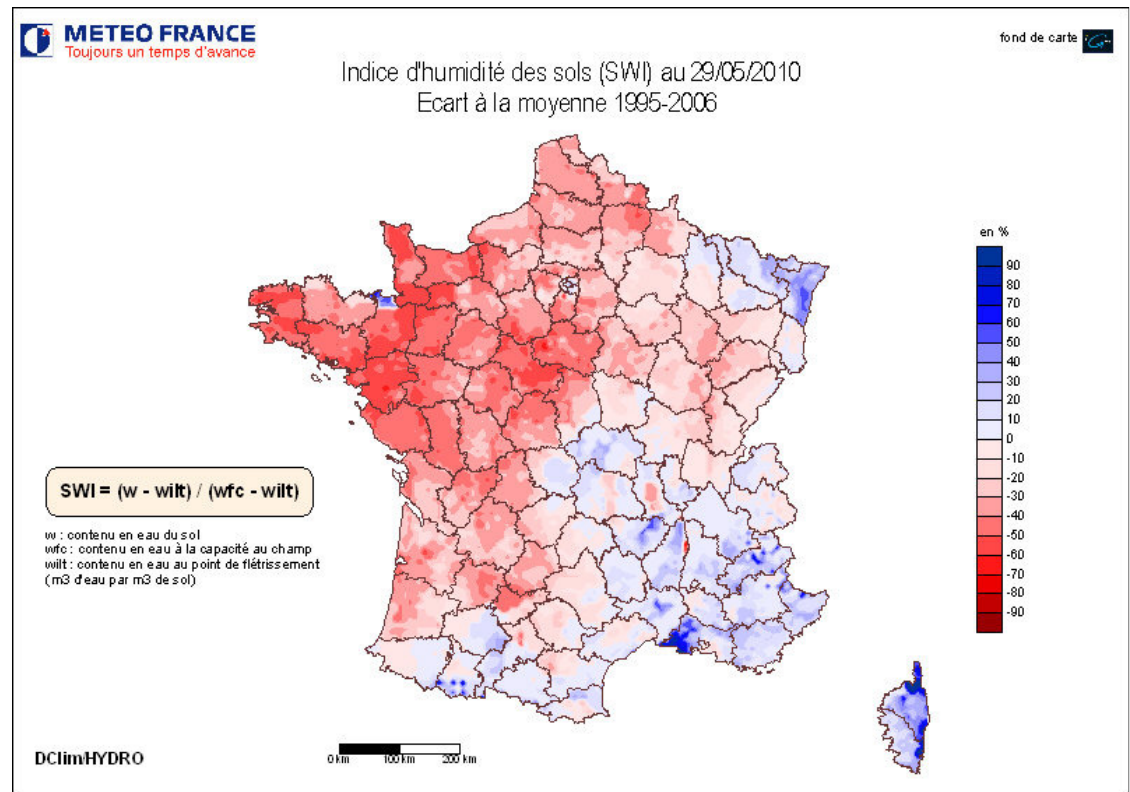 METEO FRANCE
Toujours un temps d'avance
fond de carte
Indice d'humidité des sols (SWI) au 29/05/2010
Ecart à la moyenne 1995-2006
en %
90
80
70
60
50
40
30
20
10
0
-10
-20
-30
-40
-50
-60
-70
-80
-90
SWI = (w - wilt) / (wfc - wilt)
w : contenu en eau du sol
wfc : contenu en eau à la capacité au champ
wilt : contenu en eau au point de flétrissement
(m3 d'eau par m3 de sol)
DClim/HYDRO
0 km 100 km 200 km